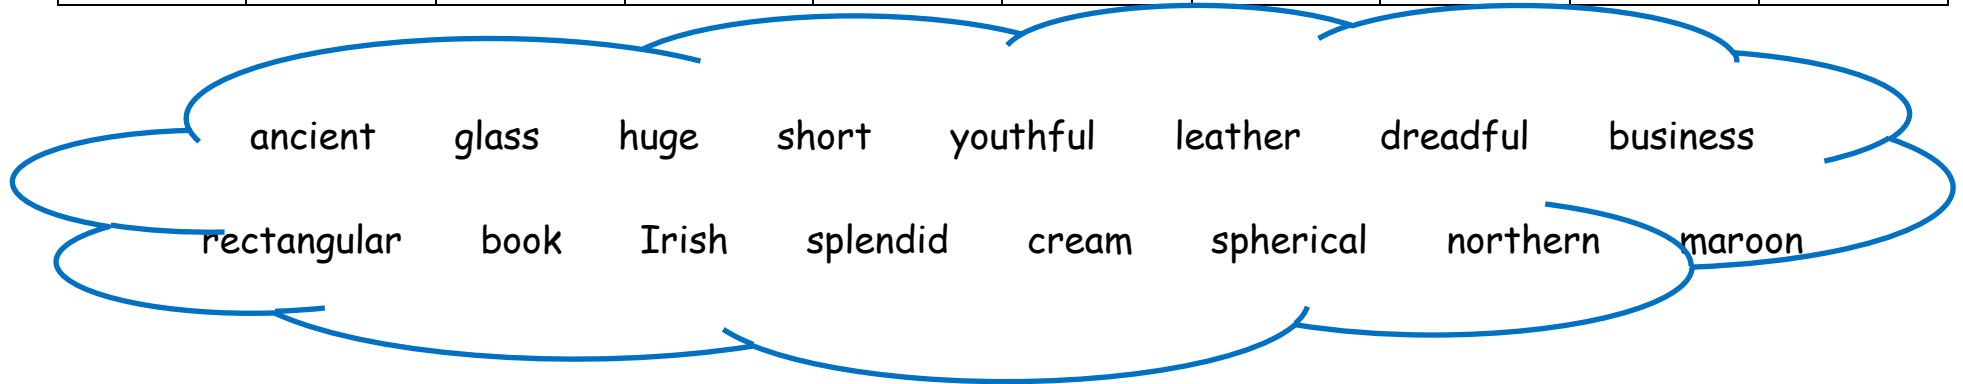 ancient glass huge short youthful leather dreadful business
rectangular book Irish splendid cream spherical northern maroon